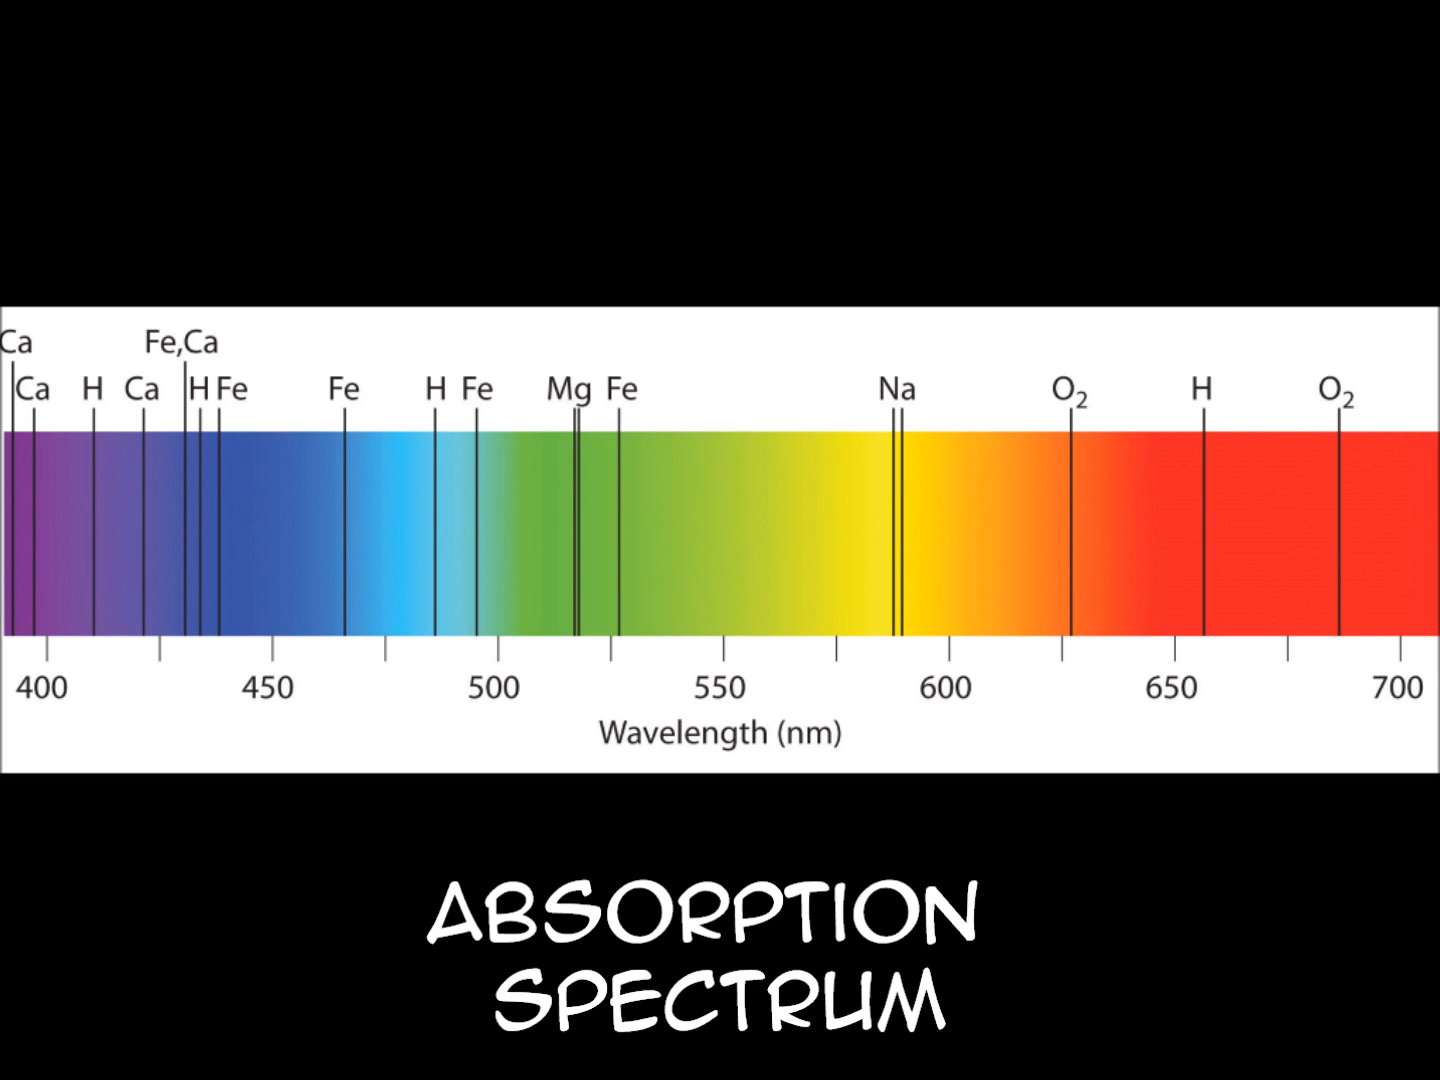 Ca Fe,Ca
Ca H Ca H Fe Fe H Fe Mg Fe Na O₂ H O₂
400 450 500 550 600 650 700
Wavelength (nm)
ABSORPTION
SPECTRUM